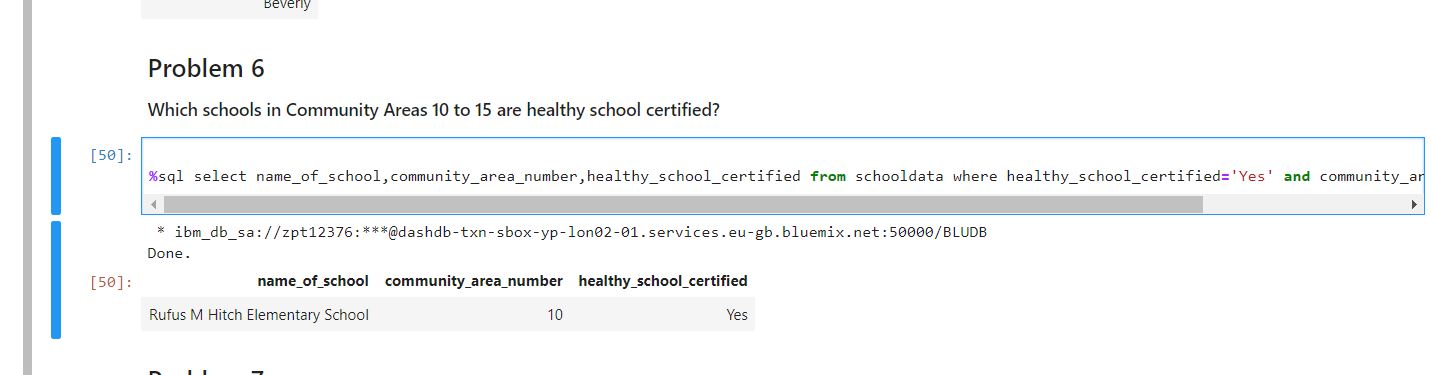 Beverly
Problem 6
Which schools in Community Areas 10 to 15 are healthy school certified?
[50]:
%sql select name_of_school,community_area_number,healthy_school_certified from schooldata where healthy_school_certified='Yes' and community_ar
* ibm_db_sa://zpt12376:***@dashdb-txn-sbox-yp-lon02-01.services.eu-gb.bluemix.net:50000/BLUDB
Done.
[50]: name_of_school community_area_number healthy_school_certified
Rufus M Hitch Elementary School 10 Yes